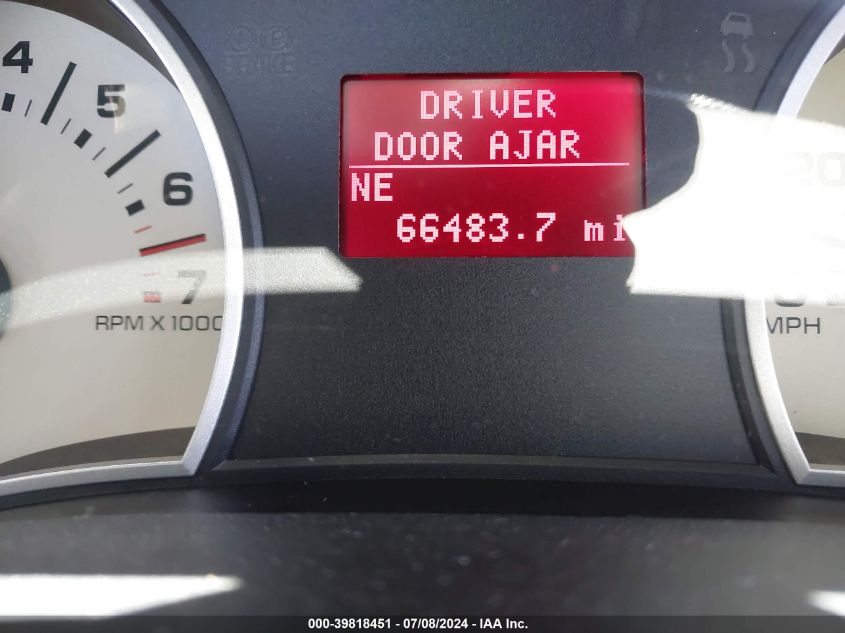 4
5
6
7
RPM X 1000
DRIVER
DOOR AJAR
NE
66483.7 mi
20
MPH
000-39818451 - 07/08/2024 - IAA Inc.